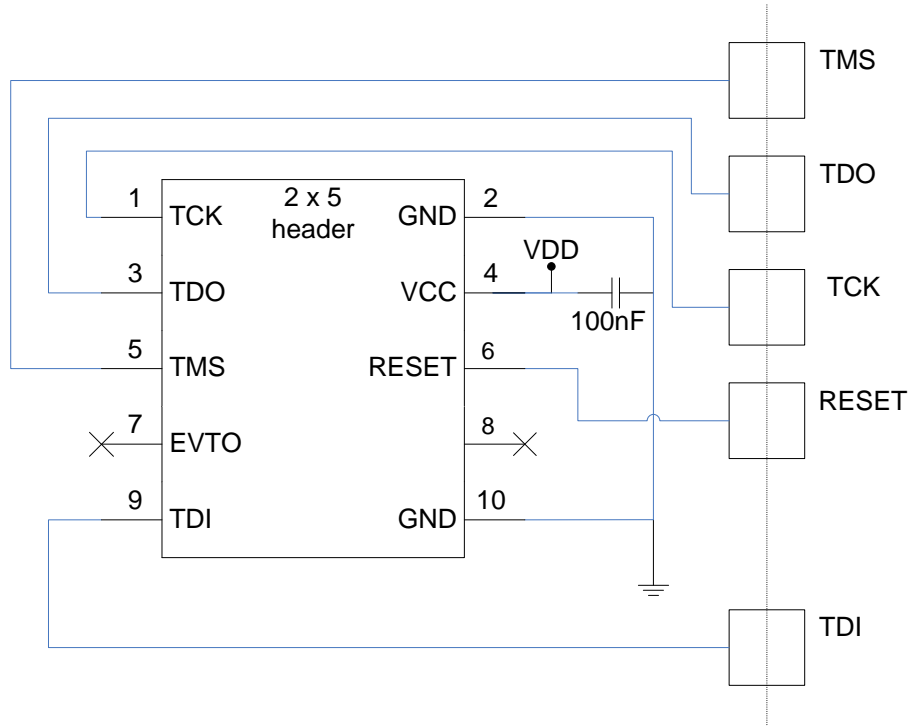 TMS
TDO
TCK
RESET
TDI
2 x 5
header
1
TCK
GND
2
VDD
3
TDO
VCC
4
100nF
5
TMS
RESET
6
7
EVTO
8
9
TDI
GND
10